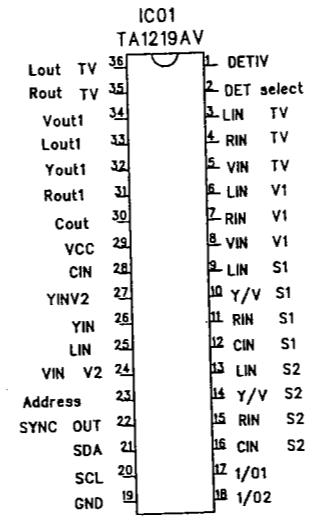 IC01
TA1219AV
Lout TV 36 1 DETIV
Rout TV 35 2 DET select
Vout1 34 3 LIN TV
Lout1 33 4 RIN TV
Yout1 32 5 VIN TV
Rout1 31 6 LIN V1
Cout 30 7 RIN V1
VCC 29 8 VIN V1
CIN 28 9 LIN S1
YINV2 27 10 Y/V S1
YIN 26 11 RIN S1
LIN 25 12 CIN S1
VIN V2 24 13 LIN S2
Address 23 14 Y/V S2
SYNC OUT 22 15 RIN S2
SDA 21 16 CIN S2
SCL 20 17 1/01
GND 19 18 1/02